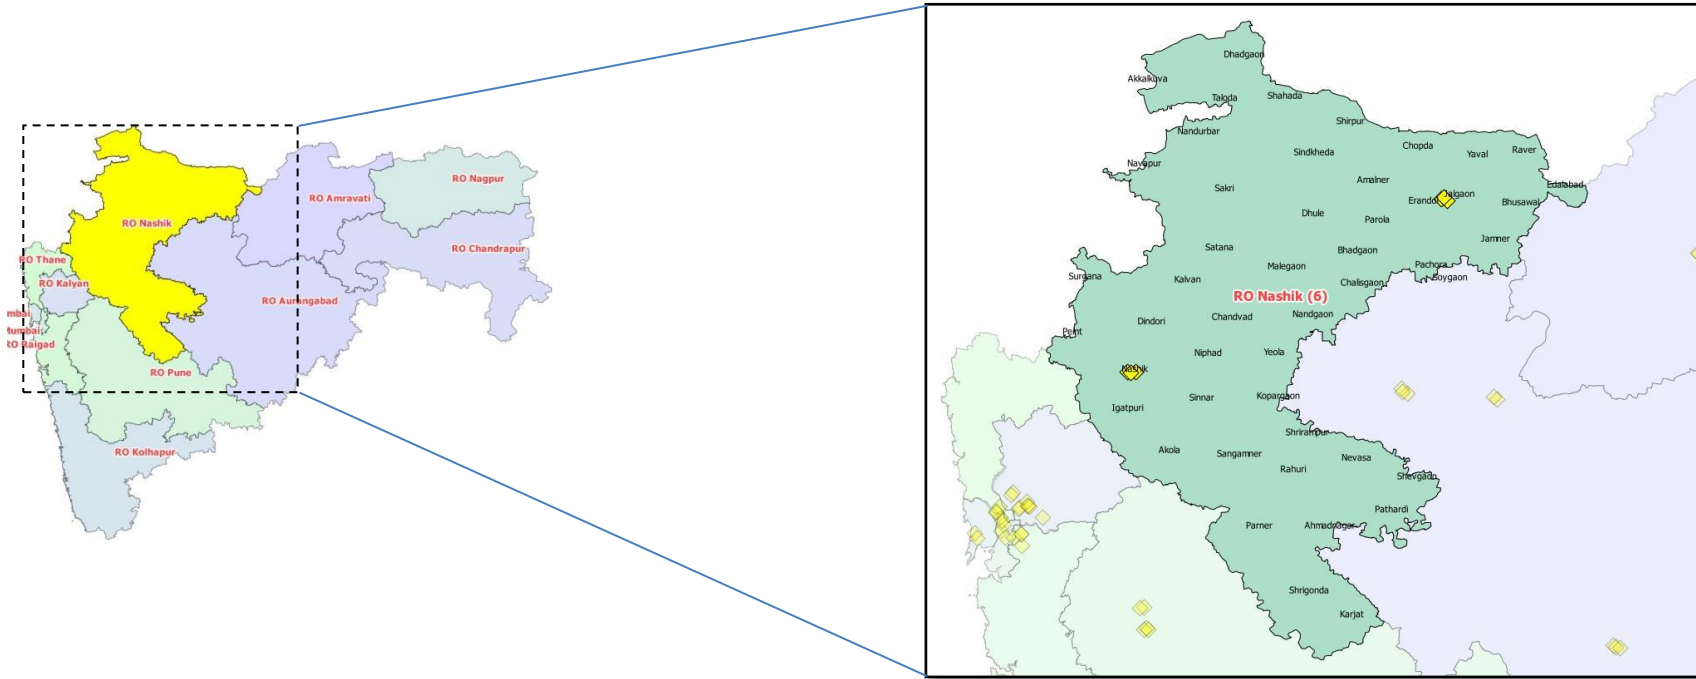 RO Nashik
RO Amravati
RO Nagpur
RO Thane
RO Kalyan
RO Chandrapur
RO Aurangabad
mbai
Mumbai
RO Raigad
RO Pune
RO Kolhapur
Dhadgaon
Akkalkuva
Taloda
Shahada
Shirpur
Nandurbar
Chopda
Sindkheda
Yaval
Raver
Navapur
Sakri
Amalner
Edalabad
Jalgaon
Erandol
Bhusawal
Dhule
Parola
Jamner
Satana
Bhadgaon
Malegaon
Pachora
Surgana
Kalvan
Soygaon
Chalisgaon
RO Nashik (6)
Dindori
Chandvad
Nandgaon
Peint
Niphad
Yeola
Nashik
Igatpuri
Sinnar
Kopargaon
Shrirampur
Akola
Sangamner
Nevasa
Rahuri
Shevgaon
Pathardi
Parner
Ahmadnagar
Shrigonda
Karjat